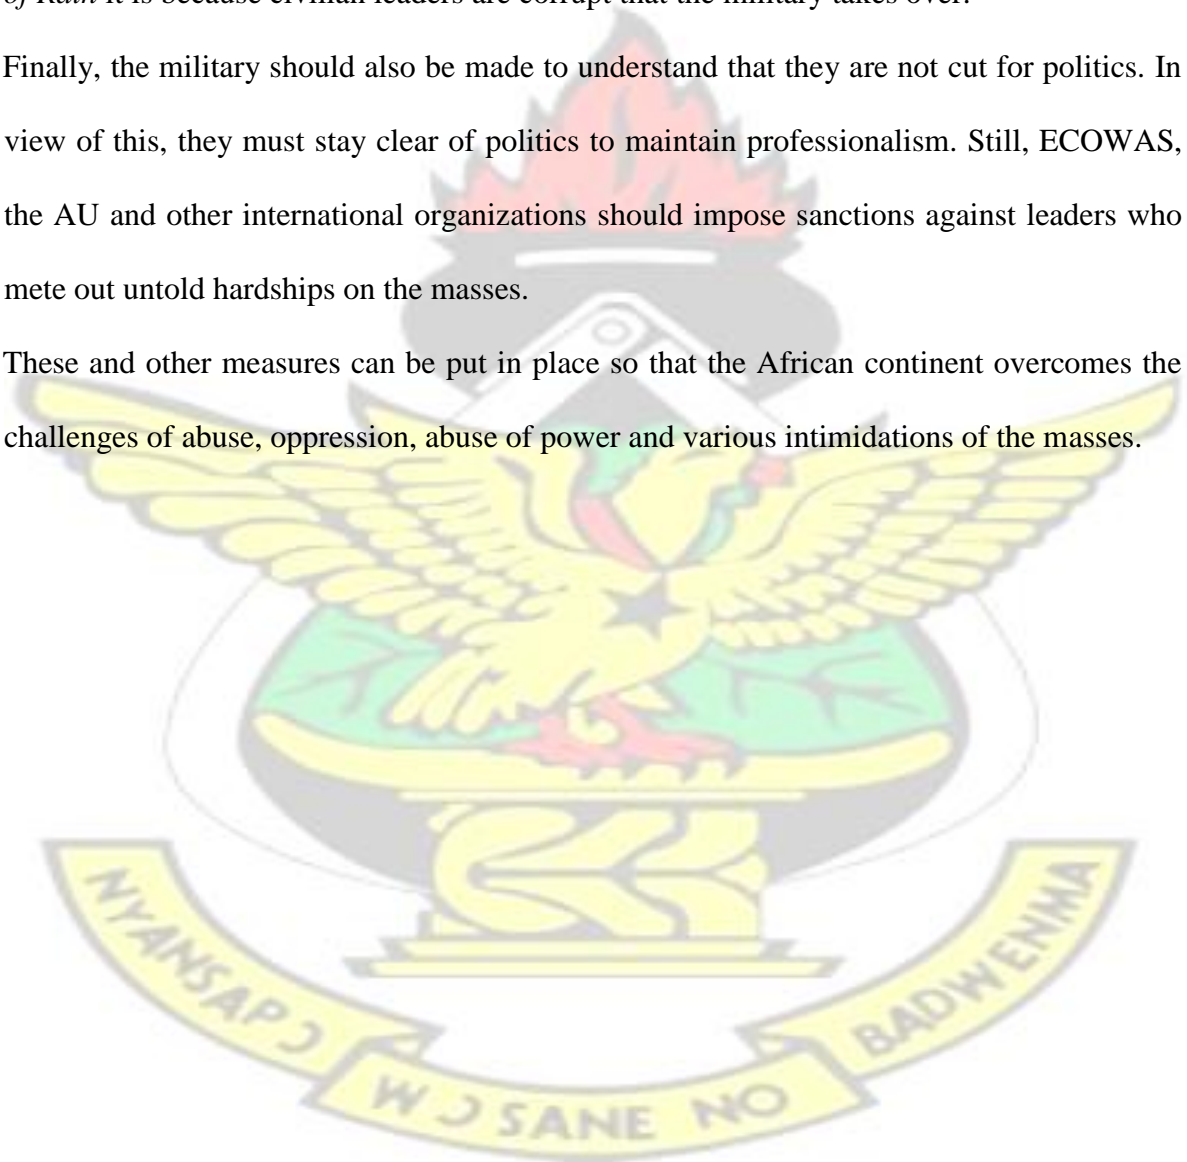 of Rain it is because civilian leaders are corrupt that the military takes over.
Finally, the military should also be made to understand that they are not cut for politics. In
view of this, they must stay clear of politics to maintain professionalism. Still, ECOWAS,
the AU and other international organizations should impose sanctions against leaders who
mete out untold hardships on the masses.
These and other measures can be put in place so that the African continent overcomes the
challenges of abuse, oppression, abuse of power and various intimidations of the masses.
NYANSAPƆ
WƆSANE NO
BADWENMA